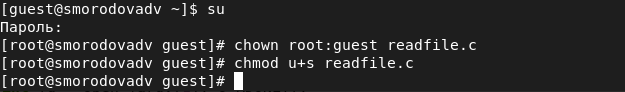 [guest@smorodovadv ~]$ su
Пароль:
[root@smorodovadv guest]# chown root:guest readfile.c
[root@smorodovadv guest]# chmod u+s readfile.c
[root@smorodovadv guest]#